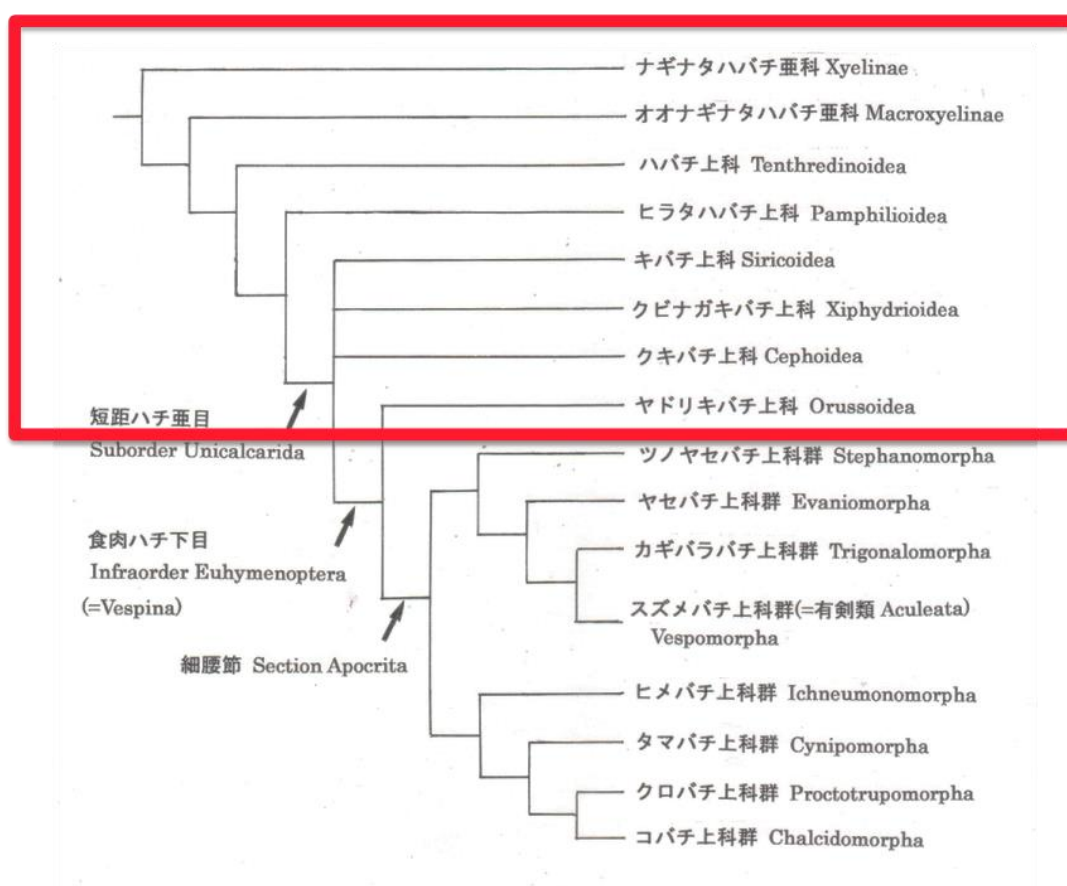 ナギナタハバチ亜科 Xyelinae
オオナギナタハバチ亜科 Macroxyelinae
ハバチ上科 Tenthredinoidea
ヒラタハバチ上科 Pamphilioidea
キバチ上科 Siricoidea
クビナガキバチ上科 Xiphydrioidea
クキバチ上科 Cephoidea
ヤドリキバチ上科 Orussoidea
短距ハチ亜目
Suborder Unicalcarida
ツノヤセバチ上科群 Stephanomorpha
ヤセバチ上科群 Evaniomorpha
食肉ハチ下目
Infraorder Euhymenoptera
(=Vespina)
カギバラバチ上科群 Trigonalomorpha
スズメバチ上科群(=有剣類 Aculeata)
Vespomorpha
細腰節 Section Apocrita
ヒメバチ上科群 Ichneumonomorpha
タマバチ上科群 Cynipomorpha
クロバチ上科群 Proctotrupomorpha
コバチ上科群 Chalcidomorpha